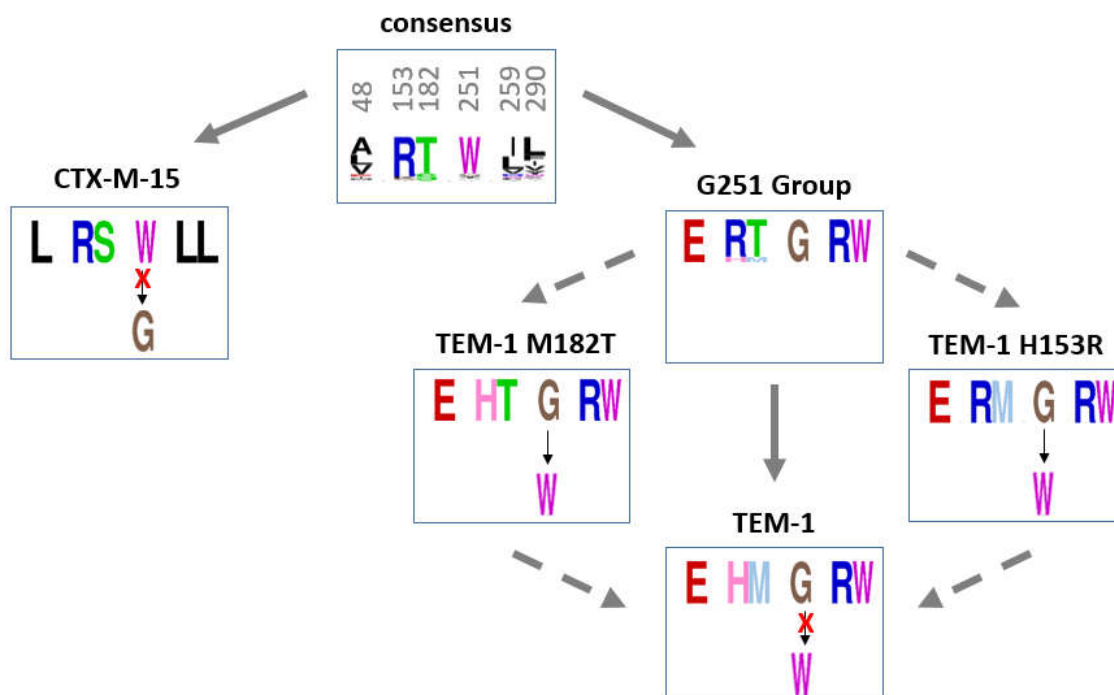 consensus
48 153 182 251 259 290
A L V R T W I L L V
CTX-M-15
L RS W LL
X
G
G251 Group
E RT G RW
TEM-1 M182T
E HT G RW
W
TEM-1 H153R
E RM G RW
W
TEM-1
E HM G RW
X
W